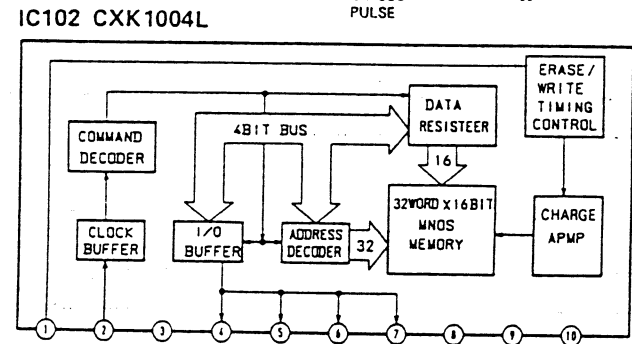 PULSE
IC102 CXK1004L
ERASE/
WRITE
TIMING
CONTROL
DATA
RESISTEER
4BIT BUS
COMMAND
DECODER
16
32WORD x 16BIT
MNOS
MEMORY
CHARGE
APMP
CLOCK
BUFFER
I/O
BUFFER
ADDRESS
DECODER
32
1
2
3
4
5
6
7
8
9
10